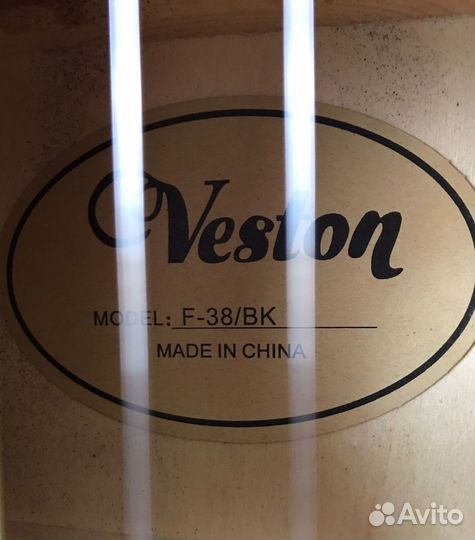 Veston
MODEL: F-38/BK
MADE IN CHINA
Avito